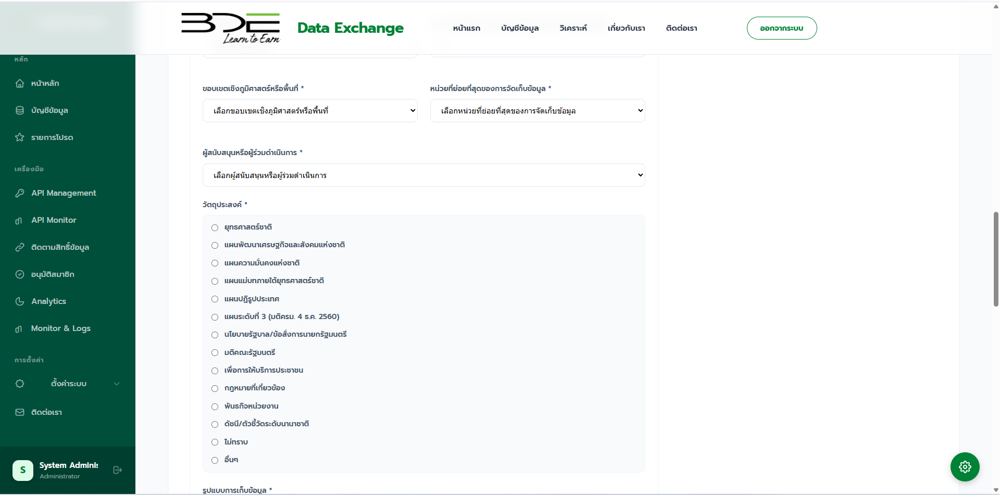 BDE
Learn to Earn
Data Exchange
หน้าแรก
บัญชีข้อมูล
วิเคราะห์
เกี่ยวกับเรา
ติดต่อเรา
ออกจากระบบ
หลัก
หน้าหลัก
บัญชีข้อมูล
รายการโปรด
เครื่องมือ
API Management
API Monitor
ติดตามสิทธิ์ข้อมูล
อนุมัติสมาชิก
Analytics
Monitor & Logs
การตั้งค่า
ตั้งค่าระบบ
ติดต่อเรา
S
System Adminis
Administrator
ขอบเขตเชิงภูมิศาสตร์หรือพื้นที่ *
เลือกขอบเขตเชิงภูมิศาสตร์หรือพื้นที่
หน่วยที่ย่อยที่สุดของการจัดเก็บข้อมูล *
เลือกหน่วยที่ย่อยที่สุดของการจัดเก็บข้อมูล
ผู้สนับสนุนหรือผู้ร่วมดำเนินการ *
เลือกผู้สนับสนุนหรือผู้ร่วมดำเนินการ
วัตถุประสงค์ *
ยุทธศาสตร์ชาติ
แผนพัฒนาเศรษฐกิจและสังคมแห่งชาติ
แผนความมั่นคงแห่งชาติ
แผนแม่บทภายใต้ยุทธศาสตร์ชาติ
แผนปฏิรูปประเทศ
แผนระดับที่ 3 (มติครม. 4 ธ.ค. 2560)
นโยบายรัฐบาล/ข้อสั่งการนายกรัฐมนตรี
มติคณะรัฐมนตรี
เพื่อการให้บริการประชาชน
กฎหมายที่เกี่ยวข้อง
พันธกิจหน่วยงาน
ดัชนี/ตัวชี้วัดระดับนานาชาติ
ไม่ทราบ
อื่นๆ
รูปแบบการเก็บข้อมูล *